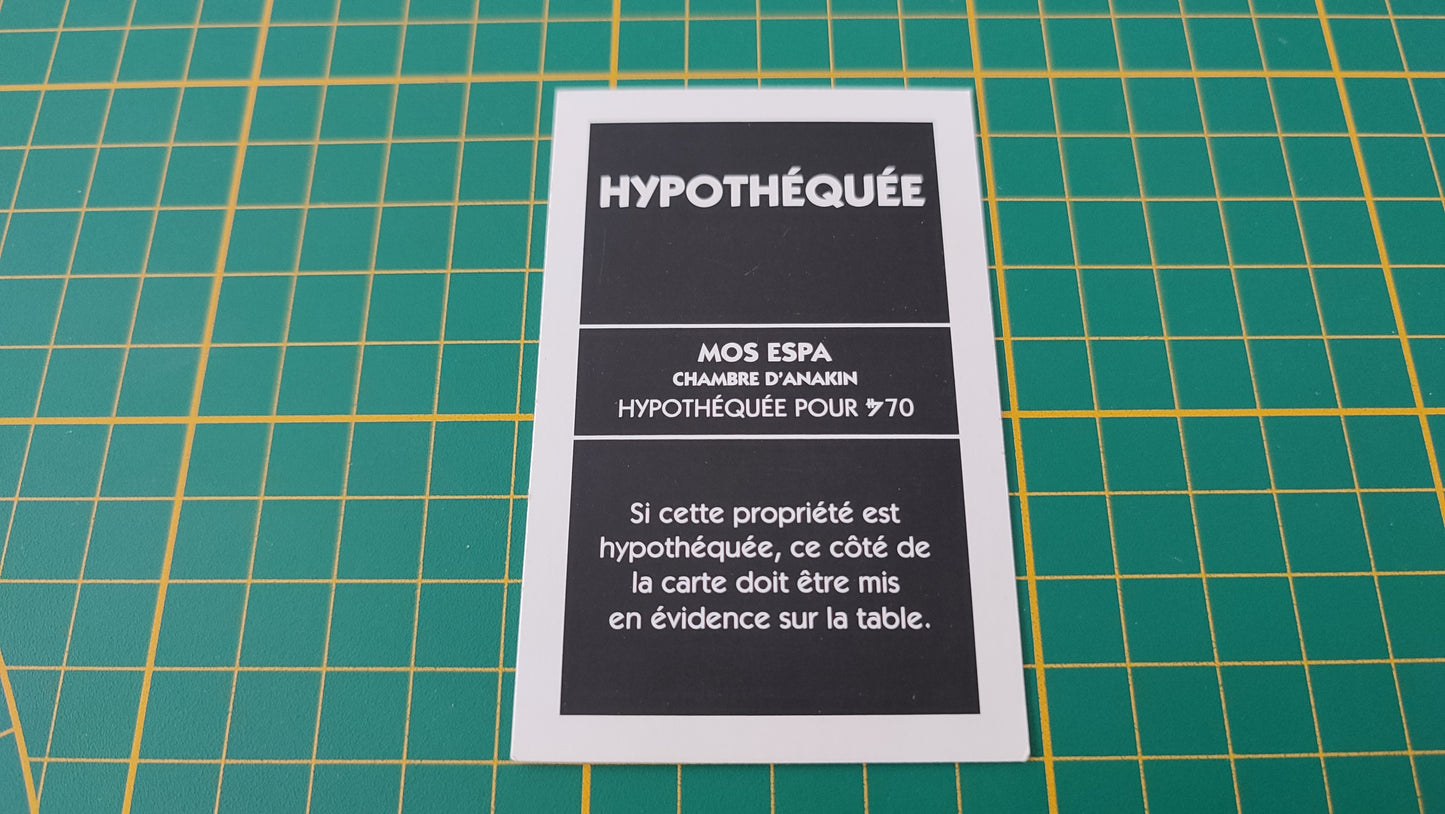 HYPOTHÉQUÉE
MOS ESPA
CHAMBRE D'ANAKIN
HYPOTHÉQUÉE POUR 70
Si cette propriété est
hypothéquée, ce côté de
la carte doit être mis
en évidence sur la table.